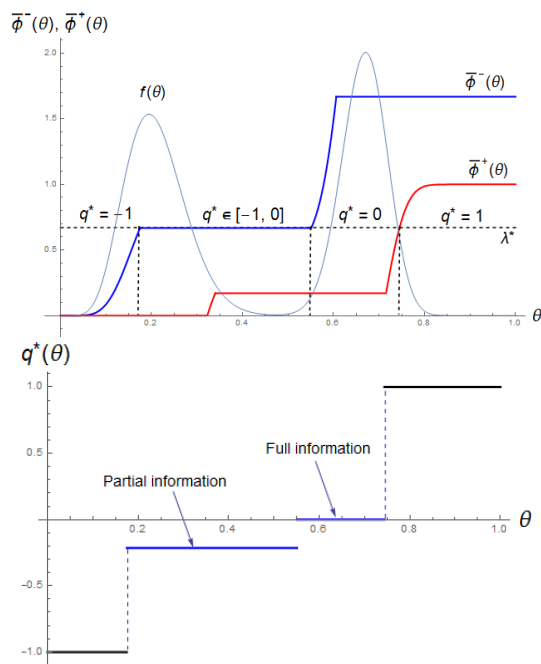 ϕ̅⁻(θ), ϕ̅⁺(θ)
2.0
f(θ)
ϕ̅⁻(θ)
1.5
ϕ̅⁺(θ)
1.0
q* = -1
q* ∈ [-1, 0]
q* = 0
q* = 1
λ*
0.5
0.2
0.4
0.6
0.8
1.0
θ
q*(θ)
1.0
Full information
0.5
Partial information
0.2
0.4
0.6
0.8
1.0
θ
-0.5
-1.0